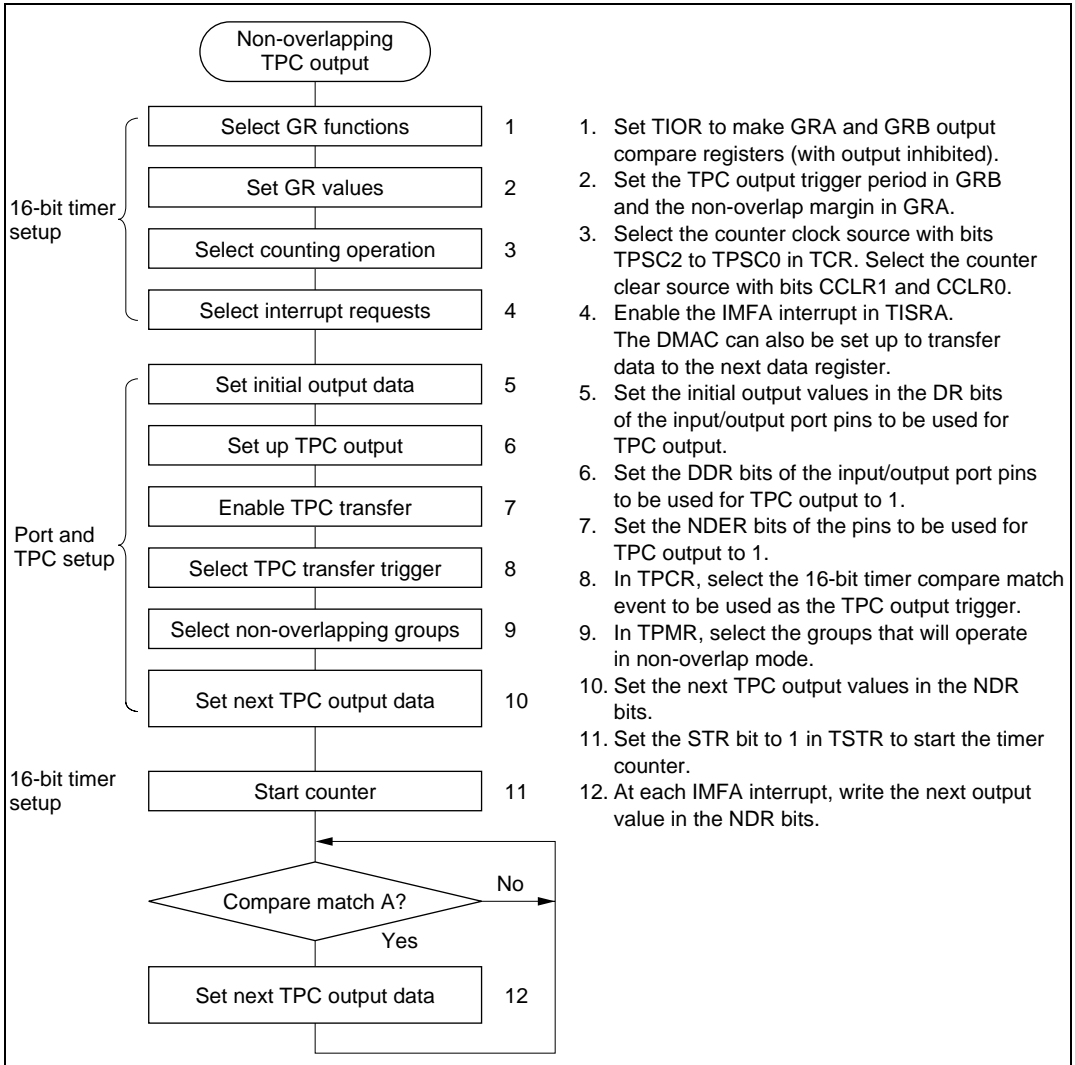 Non-overlapping
TPC output
16-bit timer
setup
Select GR functions 1
Set GR values 2
Select counting operation 3
Select interrupt requests 4
Port and
TPC setup
Set initial output data 5
Set up TPC output 6
Enable TPC transfer 7
Select TPC transfer trigger 8
Select non-overlapping groups 9
Set next TPC output data 10
16-bit timer
setup
Start counter 11
Compare match A?
No
Yes
Set next TPC output data 12
1. Set TIOR to make GRA and GRB output
compare registers (with output inhibited).
2. Set the TPC output trigger period in GRB
and the non-overlap margin in GRA.
3. Select the counter clock source with bits
TPSC2 to TPSC0 in TCR. Select the counter
clear source with bits CCLR1 and CCLR0.
4. Enable the IMFA interrupt in TISRA.
The DMAC can also be set up to transfer
data to the next data register.
5. Set the initial output values in the DR bits
of the input/output port pins to be used for
TPC output.
6. Set the DDR bits of the input/output port pins
to be used for TPC output to 1.
7. Set the NDER bits of the pins to be used for
TPC output to 1.
8. In TPCR, select the 16-bit timer compare match
event to be used as the TPC output trigger.
9. In TPMR, select the groups that will operate
in non-overlap mode.
10. Set the next TPC output values in the NDR
bits.
11. Set the STR bit to 1 in TSTR to start the timer
counter.
12. At each IMFA interrupt, write the next output
value in the NDR bits.